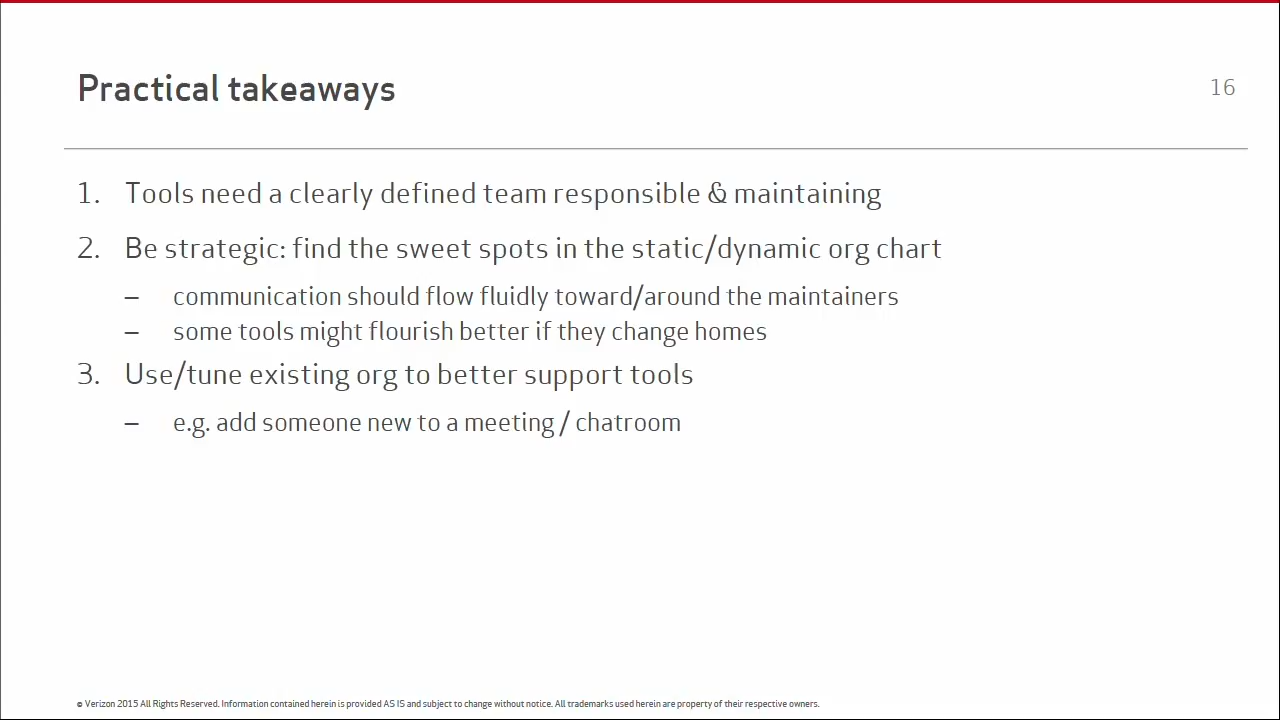 Practical takeaways
16
1. Tools need a clearly defined team responsible & maintaining
2. Be strategic: find the sweet spots in the static/dynamic org chart
– communication should flow fluidly toward/around the maintainers
– some tools might flourish better if they change homes
3. Use/tune existing org to better support tools
– e.g. add someone new to a meeting / chatroom
© Verizon 2015 All Rights Reserved. Information contained herein is provided AS IS and subject to change without notice. All trademarks used herein are property of their respective owners.